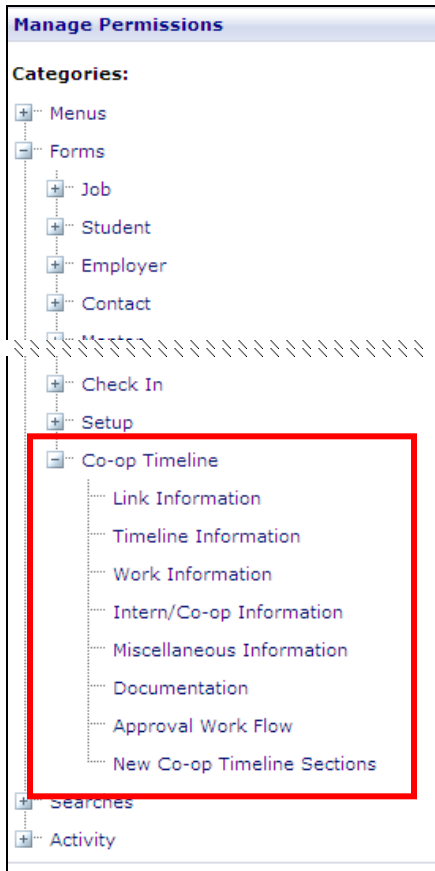 Manage Permissions
Categories:
Menus
Forms
Job
Student
Employer
Contact
Check In
Setup
Co-op Timeline
Link Information
Timeline Information
Work Information
Intern/Co-op Information
Miscellaneous Information
Documentation
Approval Work Flow
New Co-op Timeline Sections
Searches
Activity